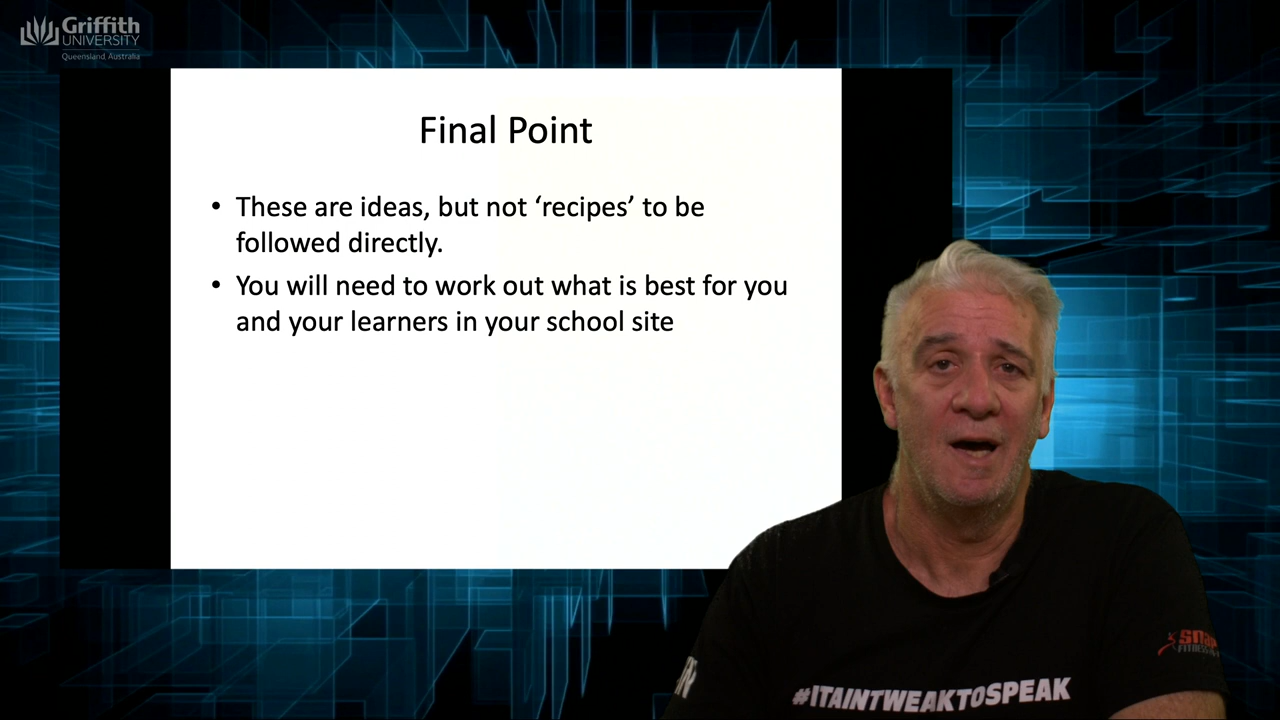 Griffith
UNIVERSITY
Queensland, Australia
Final Point
• These are ideas, but not ‘recipes’ to be
followed directly.
• You will need to work out what is best for you
and your learners in your school site
#ITAINTWEAKTOSPEAK